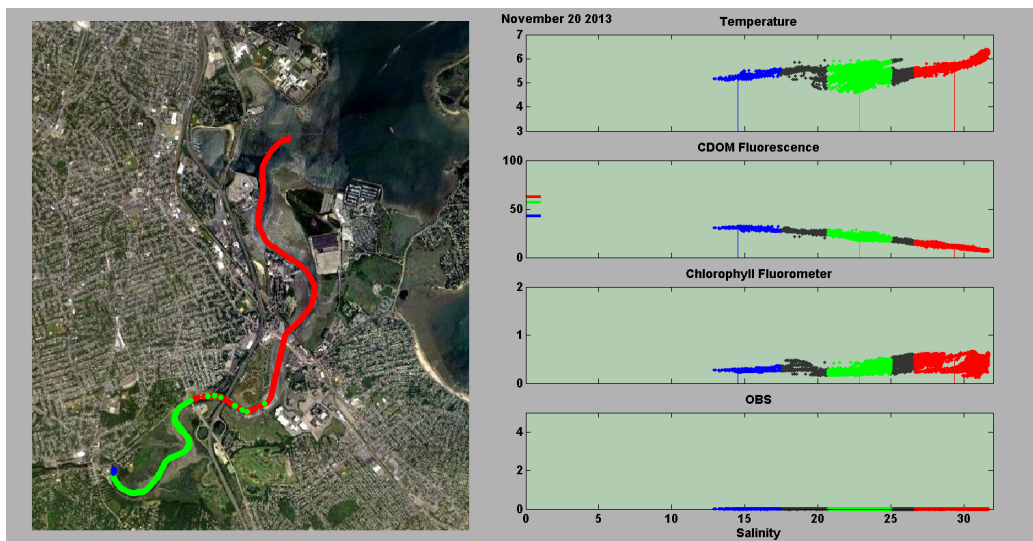 November 20 2013
Temperature
7
6
5
4
3
CDOM Fluorescence
100
50
0
Chlorophyll Fluorometer
2
1
0
OBS
4
2
0
0 5 10 15 20 25 30
Salinity